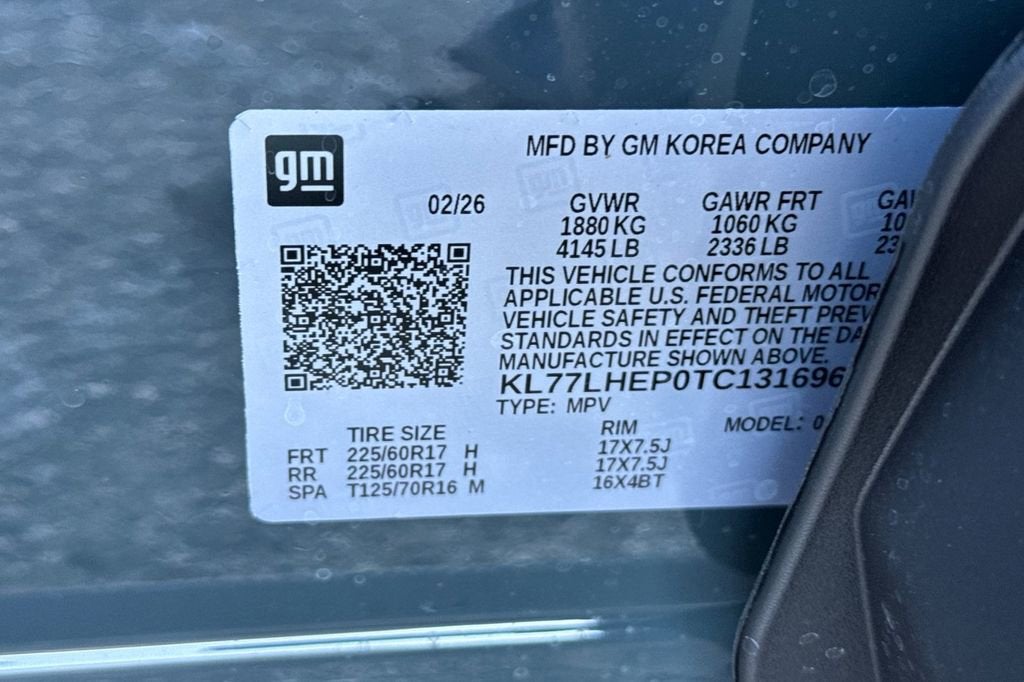 gm
MFD BY GM KOREA COMPANY
02/26 GVWR GAWR FRT
1880 KG 1060 KG
4145 LB 2336 LB
THIS VEHICLE CONFORMS TO ALL
APPLICABLE U.S. FEDERAL MOTOR
VEHICLE SAFETY AND THEFT
STANDARDS IN EFFECT ON THE
MANUFACTURE SHOWN ABOVE.
KL77LHEP0TC131696
TYPE: MPV
TIRE SIZE RIM MODEL:
FRT 225/60R17 H 17X7.5J
RR 225/60R17 H 17X7.5J
SPA T125/70R16 M 16X4BT